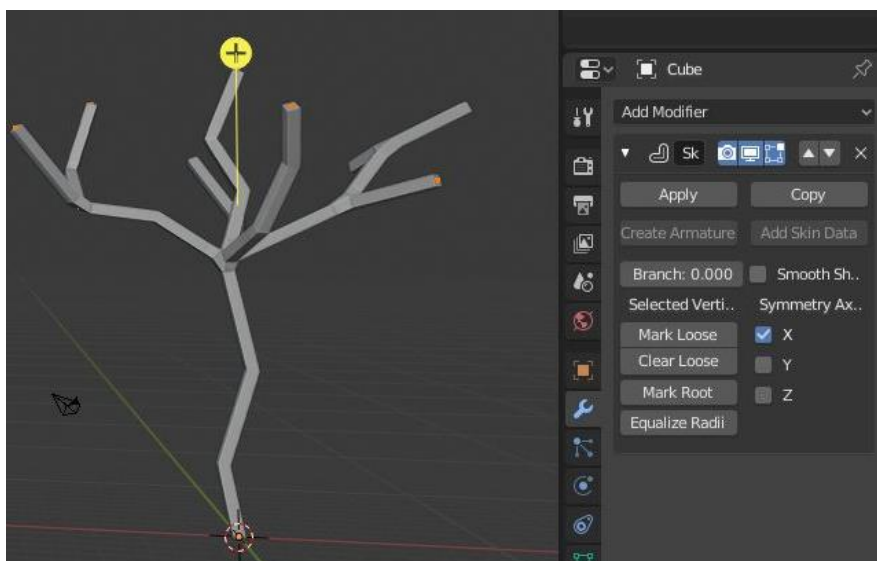 Cube
Add Modifier
Sk
Apply Copy
Create Armature Add Skin Data
Branch: 0.000 Smooth Sh..
Selected Verti.. Symmetry Ax..
Mark Loose X
Clear Loose Y
Mark Root Z
Equalize Radii